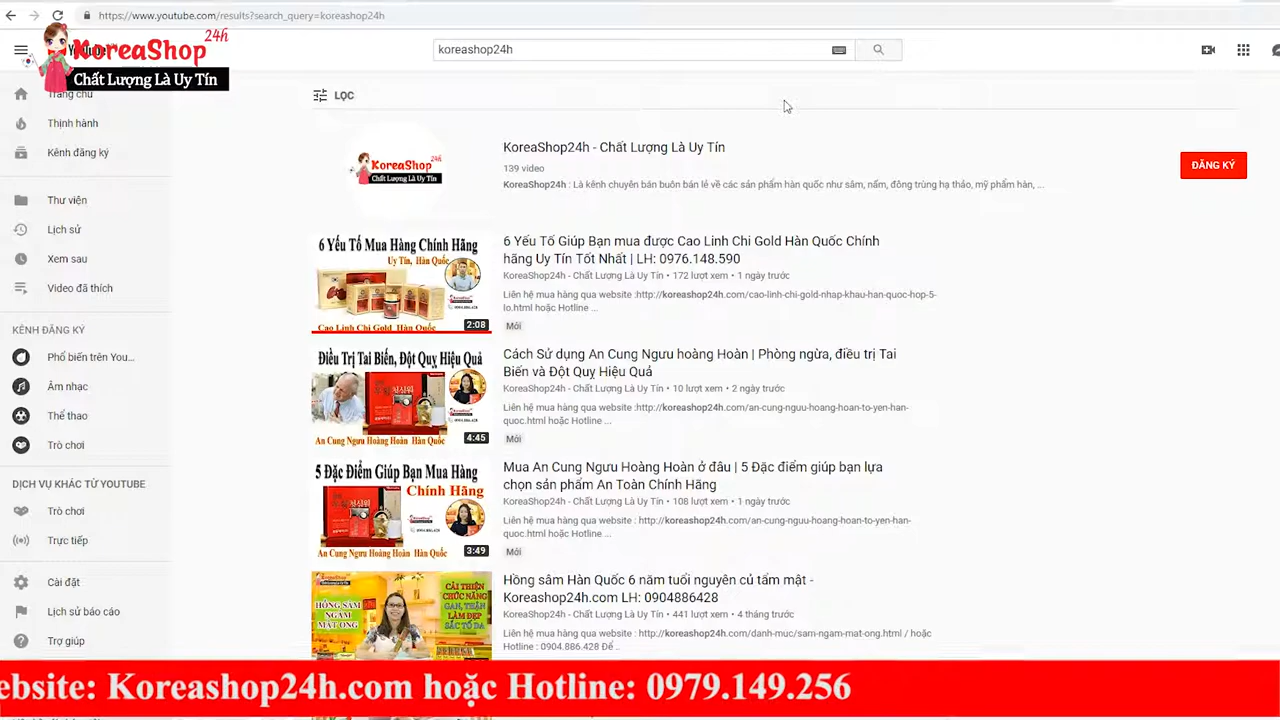 https://www.youtube.com/results?search_query=koreashop24h
KoreaShop 24h
Chất Lượng Là Uy Tín
koreashop24h
Trang chủ
Thịnh hành
Kênh đăng ký
Thư viện
Lịch sử
Xem sau
Video đã thích
KÊNH ĐĂNG KÝ
Phổ biến trên You...
Âm nhạc
Thể thao
Trò chơi
DỊCH VỤ KHÁC TỪ YOUTUBE
Trò chơi
Trực tiếp
Cài đặt
Lịch sử báo cáo
Trợ giúp
LỌC
KoreaShop 24h
Chất Lượng Là Uy Tín
KoreaShop24h - Chất Lượng Là Uy Tín
139 video
KoreaShop24h : Là kênh chuyên bán buôn bán lẻ về các sản phẩm hàn quốc như sâm, nấm, đông trùng hạ thảo, mỹ phẩm hàn, ...
ĐĂNG KÝ
6 Yếu Tố Mua Hàng Chính Hãng
Uy Tín, Hàn Quốc
Cao Linh Chi Gold Hàn Quốc
2:08
6 Yếu Tố Giúp Bạn mua được Cao Linh Chi Gold Hàn Quốc Chính
hãng Uy Tín Tốt Nhất | LH: 0976.148.590
KoreaShop24h - Chất Lượng Là Uy Tín • 172 lượt xem • 1 ngày trước
Liên hệ mua hàng qua website :http://koreashop24h.com/cao-linh-chi-gold-nhap-khau-han-quoc-hop-5-
lo.html hoặc Hotline ...
Mới
Điều Trị Tai Biến, Đột Quỵ Hiệu Quả
An Cung Ngưu Hoàng Hoàn Hàn Quốc
4:45
Cách Sử dụng An Cung Ngưu hoàng Hoàn | Phòng ngừa, điều trị Tai
Biến và Đột Quỵ Hiệu Quả
KoreaShop24h - Chất Lượng Là Uy Tín • 10 lượt xem • 2 ngày trước
Liên hệ mua hàng qua website :http://koreashop24h.com/an-cung-nguu-hoang-hoan-to-yen-han-
quoc.html hoặc Hotline ...
Mới
5 Đặc Điểm Giúp Bạn Mua Hàng
Chính Hãng
An Cung Ngưu Hoàng Hoàn Hàn Quốc
3:49
Mua An Cung Ngưu Hoàng Hoàn ở đâu | 5 Đặc điểm giúp bạn lựa
chọn sản phẩm An Toàn Chính Hãng
KoreaShop24h - Chất Lượng Là Uy Tín • 108 lượt xem • 1 ngày trước
Liên hệ mua hàng qua website : http://koreashop24h.com/an-cung-nguu-hoang-hoan-to-yen-han-
quoc.html hoặc Hotline ...
Mới
KoreaShop
HỒNG SÂM
NGÂM
MẬT ONG
CẢI THIỆN
CHỨC NĂNG
GAN, THẬN
LÀM ĐẸP
SẮC TỐ DA
Hồng sâm Hàn Quốc 6 năm tuổi nguyên củ tẩm mật -
Koreashop24h.com LH: 0904886428
KoreaShop24h - Chất Lượng Là Uy Tín • 441 lượt xem • 4 tháng trước
Liên hệ mua hàng qua website : http://koreashop24h.com/danh-muc/sam-ngam-mat-ong.html / hoặc
Hotline : 0904.886.428 Để ..
ebsite: Koreashop24h.com hoặc Hotline: 0979.149.256